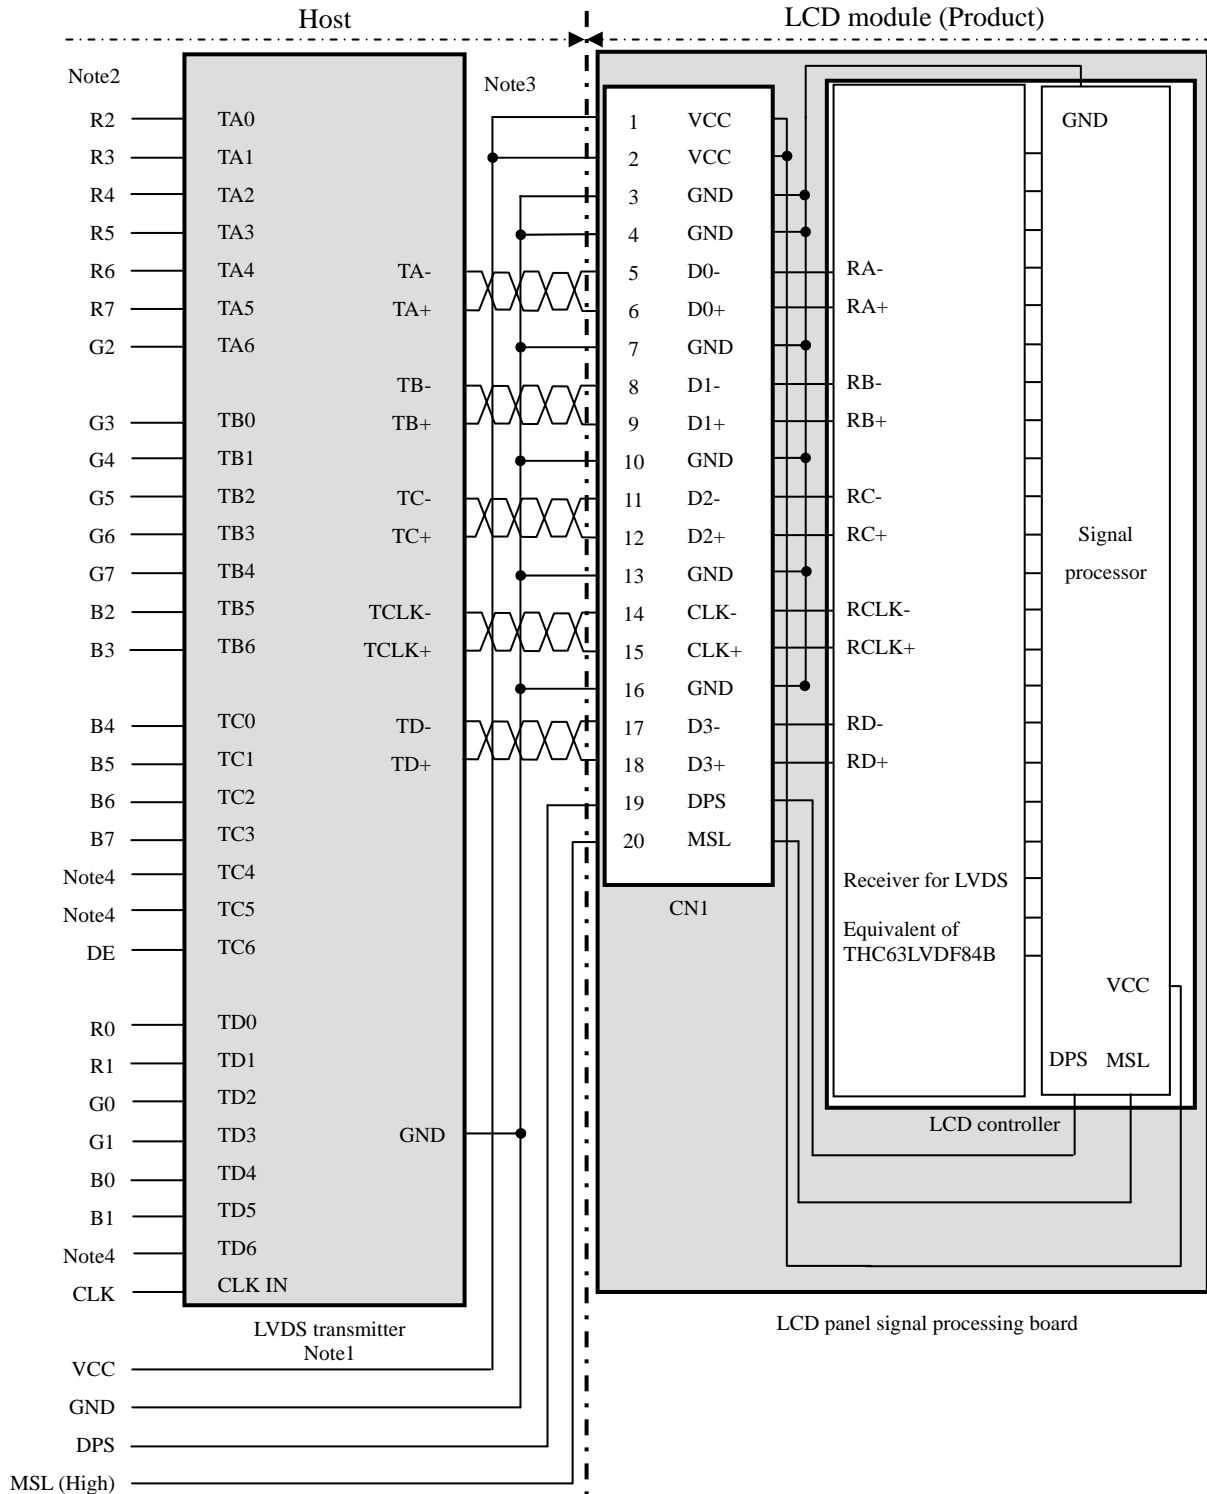 Host
LCD module (Product)
Note2
Note3
R2 TA0
R3 TA1
R4 TA2
R5 TA3
R6 TA4 TA-
R7 TA5 TA+
G2 TA6
TB-
G3 TB0 TB+
G4 TB1
G5 TB2 TC-
G6 TB3 TC+
G7 TB4
B2 TB5 TCLK-
B3 TB6 TCLK+
B4 TC0 TD-
B5 TC1 TD+
B6 TC2
B7 TC3
Note4 TC4
Note4 TC5
DE TC6
R0 TD0
R1 TD1
G0 TD2
G1 TD3 GND
B0 TD4
B1 TD5
Note4 TD6
CLK CLK IN
LVDS transmitter
Note1
VCC
GND
DPS
MSL (High)
1 VCC
2 VCC
3 GND
4 GND
5 D0-
6 D0+
7 GND
8 D1-
9 D1+
10 GND
11 D2-
12 D2+
13 GND
14 CLK-
15 CLK+
16 GND
17 D3-
18 D3+
19 DPS
20 MSL
CN1
RA-
RA+
RB-
RB+
RC-
RC+
RCLK-
RCLK+
RD-
RD+
Receiver for LVDS
Equivalent of
THC63LVDF84B
GND
Signal
processor
VCC
DPS MSL
LCD controller
LCD panel signal processing board